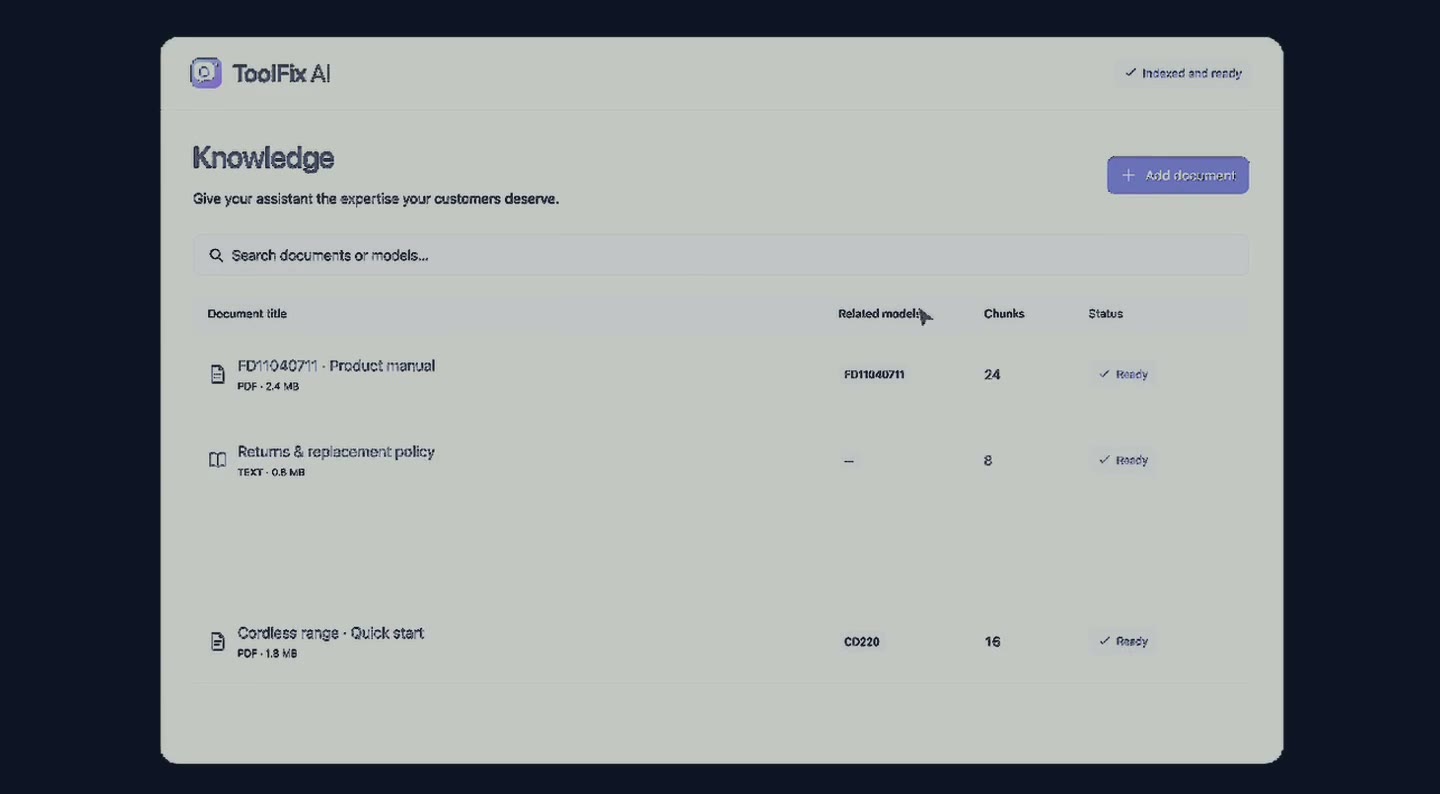 ToolFix AI
Indexed and ready
Knowledge
Give your assistant the expertise your customers deserve.
+ Add document
Search documents or models...
Document title Related models Chunks Status
FD11040711 · Product manual FD11040711 24 Ready
PDF · 2.4 MB
Returns & replacement policy – 8 Ready
TEXT · 0.8 MB
Cordless range · Quick start CD220 16 Ready
PDF · 1.8 MB